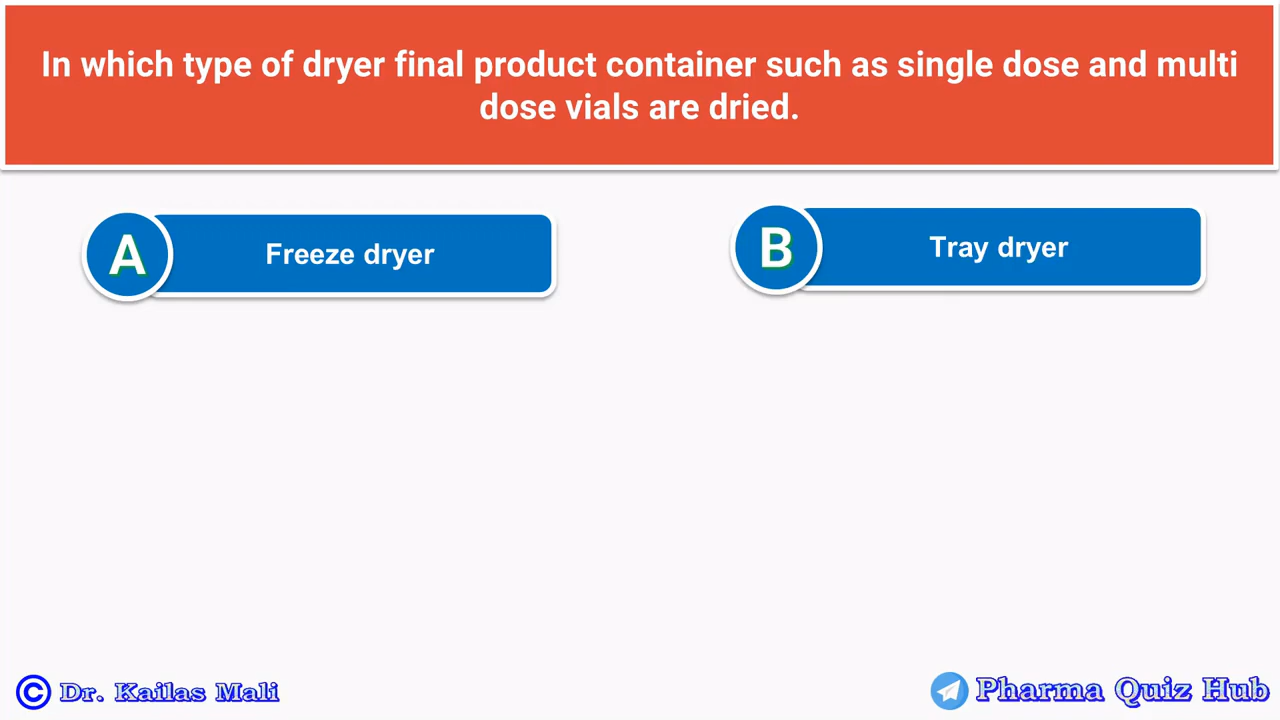 In which type of dryer final product container such as single dose and multi
dose vials are dried.
A Freeze dryer
B Tray dryer
© Dr. Kailas Mali
Pharma Quiz Hub